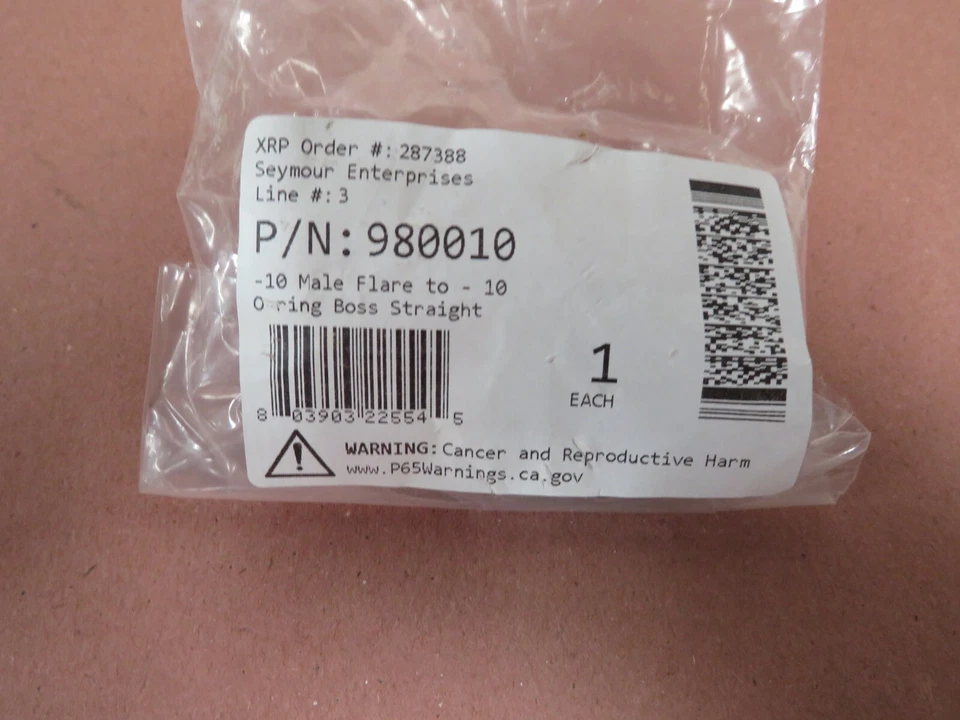 XRP Order #: 287388
Seymour Enterprises
Line #: 3
P/N: 980010
-10 Male Flare to - 10
O-ring Boss Straight
8 03903 22554 5
1
EACH
WARNING: Cancer and Reproductive Harm
www.P65Warnings.ca.gov